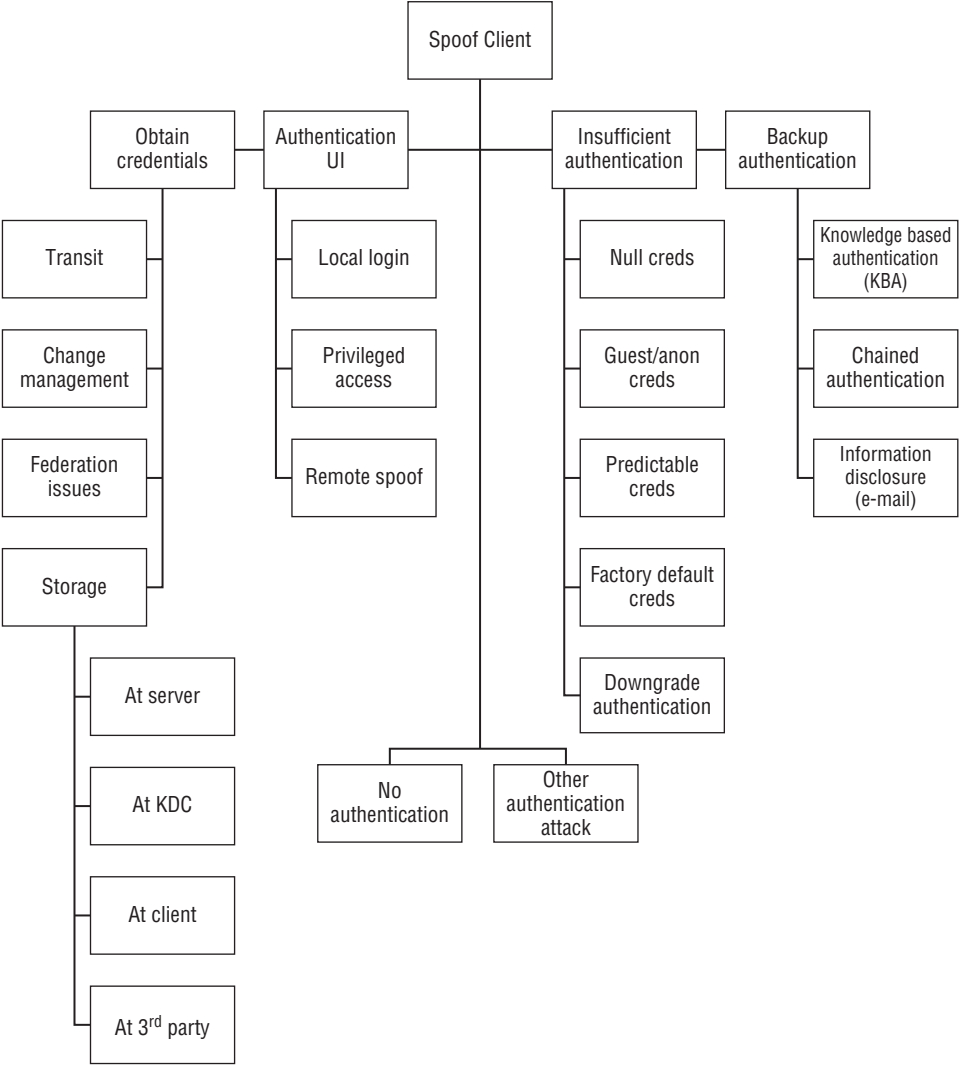 Spoof Client
Obtain
credentials
Authentication
UI
Insufficient
authentication
Backup
authentication
Transit
Change
management
Federation
issues
Storage
At server
At KDC
At client
At 3rd party
Local login
Privileged
access
Remote spoof
Null creds
Guest/anon
creds
Predictable
creds
Factory default
creds
Downgrade
authentication
Knowledge based
authentication
(KBA)
Chained
authentication
Information
disclosure
(e-mail)
No
authentication
Other
authentication
attack